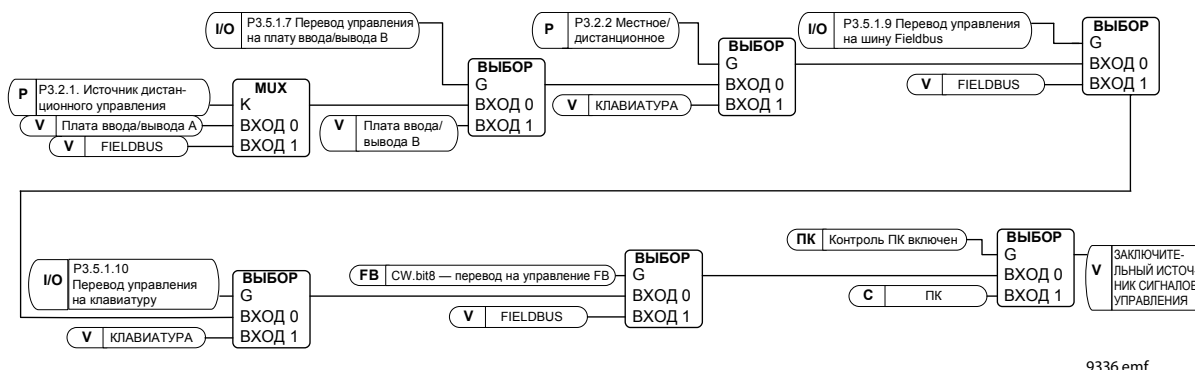 I/O P3.5.1.7 Перевод управления
на плату ввода/вывода B
P P3.2.2 Местное/
дистанционное
I/O P3.5.1.9 Перевод управления
на шину Fieldbus
ВЫБОР
G
ВХОД 0
ВХОД 1
ВЫБОР
G
ВХОД 0
ВХОД 1
ВЫБОР
G
ВХОД 0
ВХОД 1
P P3.2.1. Источник дистан-
ционного управления
MUX
K
ВХОД 0
ВХОД 1
V Плата ввода/вывода A
V FIELDBUS
V Плата ввода/
вывода B
V КЛАВИАТУРА
V FIELDBUS
I/O P3.5.1.10
Перевод управления
на клавиатуру
ВЫБОР
G
ВХОД 0
ВХОД 1
V КЛАВИАТУРА
FB CW.bit8 — перевод на управление FB
ВЫБОР
G
ВХОД 0
ВХОД 1
V FIELDBUS
ПК Контроль ПК включен
ВЫБОР
G
ВХОД 0
ВХОД 1
C ПК
V ЗАКЛЮЧИТЕ-
ЛЬНЫЙ ИСТОЧ-
НИК СИГНАЛОВ
УПРАВЛЕНИЯ
9336.emf